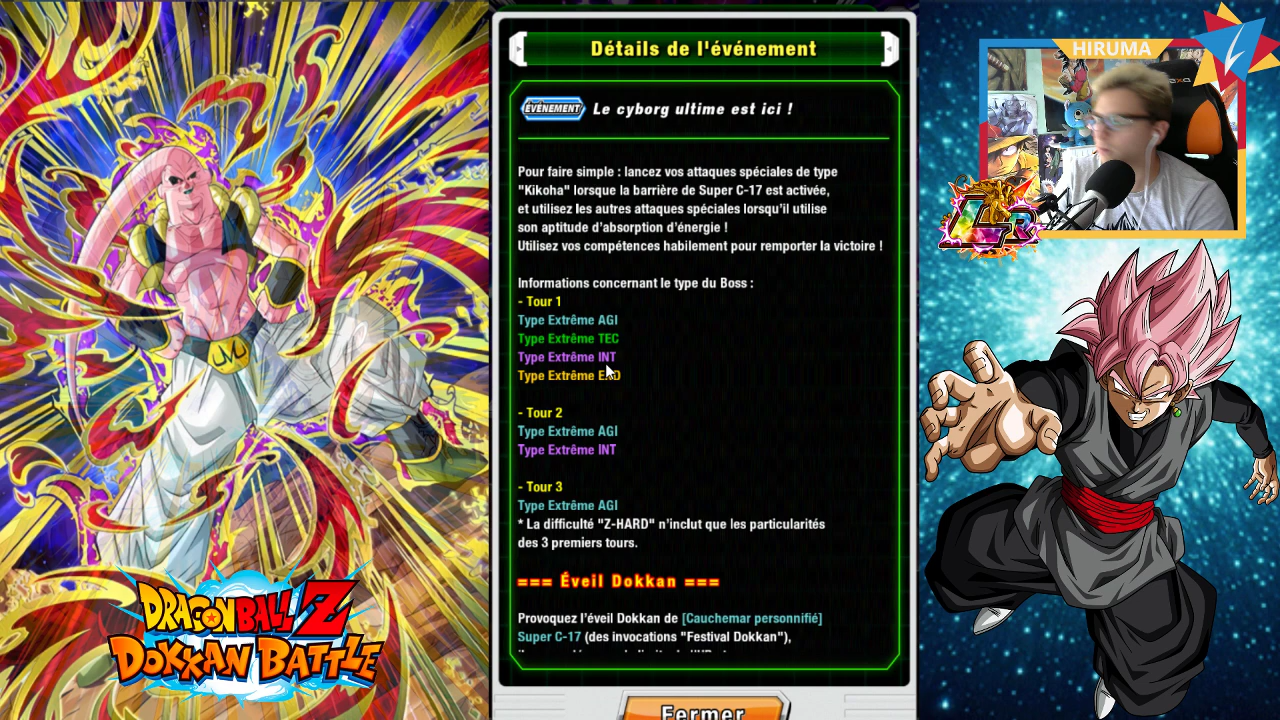 Détails de l'événement
ÉVÉNEMENT Le cyborg ultime est ici !
Pour faire simple : lancez vos attaques spéciales de type
"Kikoha" lorsque la barrière de Super C-17 est activée,
et utilisez les autres attaques spéciales lorsqu'il utilise
son aptitude d'absorption d'énergie !
Utilisez vos compétences habilement pour remporter la victoire !
Informations concernant le type du Boss :
- Tour 1
Type Extrême AGI
Type Extrême TEC
Type Extrême INT
Type Extrême
- Tour 2
Type Extrême AGI
Type Extrême INT
- Tour 3
Type Extrême AGI
* La difficulté "Z-HARD" n'inclut que les particularités
des 3 premiers tours.
=== Éveil Dokkan ===
Provoquez l'éveil Dokkan de [Cauchemar personnifié]
Super C-17 (des invocations "Festival Dokkan"),
Fermer
HIRUMA
LR
M
DRAGONBALL Z
DOKKAN BATTLE